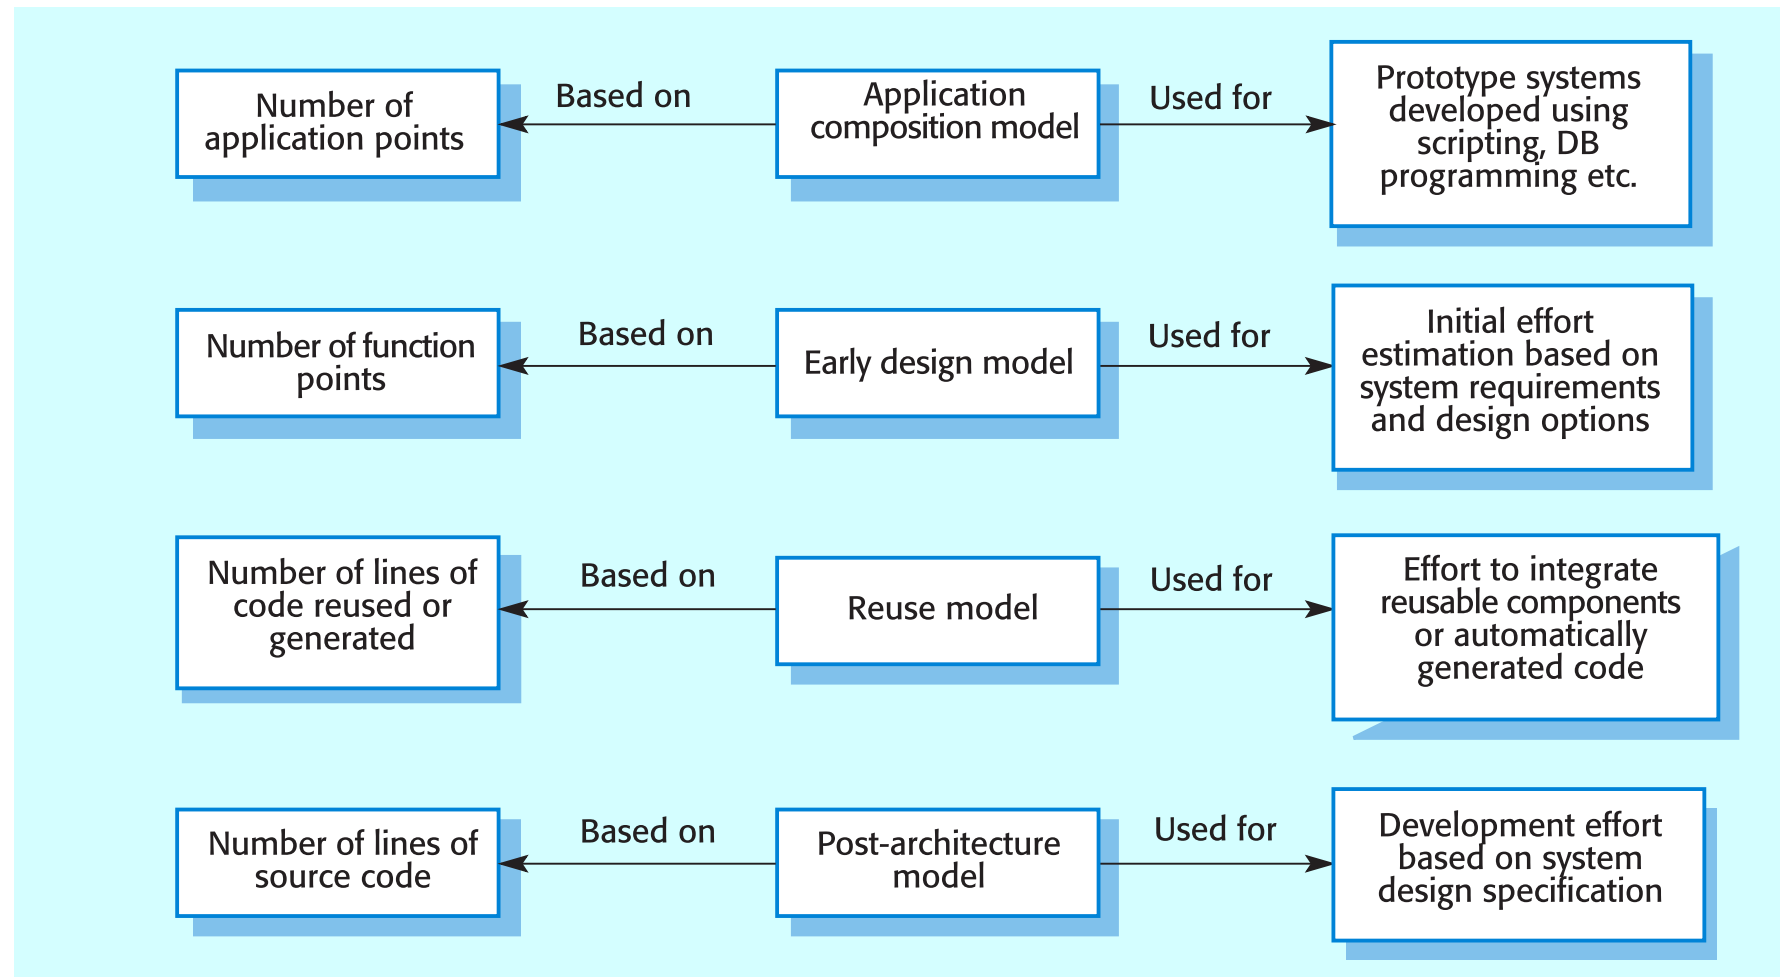 Number of
application points
Based on
Application
composition model
Used for
Prototype systems
developed using
scripting, DB
programming etc.
Number of function
points
Based on
Early design model
Used for
Initial effort
estimation based on
system requirements
and design options
Number of lines of
code reused or
generated
Based on
Reuse model
Used for
Effort to integrate
reusable components
or automatically
generated code
Number of lines of
source code
Based on
Post-architecture
model
Used for
Development effort
based on system
design specification